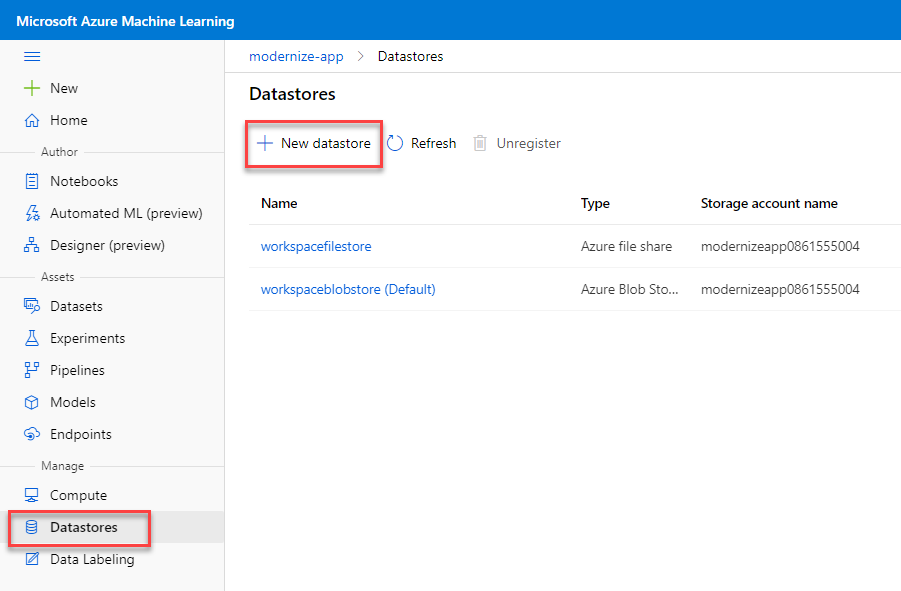 Microsoft Azure Machine Learning
New
Home
Author
Notebooks
Automated ML (preview)
Designer (preview)
Assets
Datasets
Experiments
Pipelines
Models
Endpoints
Manage
Compute
Datastores
Data Labeling
modernize-app > Datastores
Datastores
New datastore Refresh Unregister
Name Type Storage account name
workspacefilestore Azure file share modernizeapp0861555004
workspaceblobstore (Default) Azure Blob Sto... modernizeapp0861555004